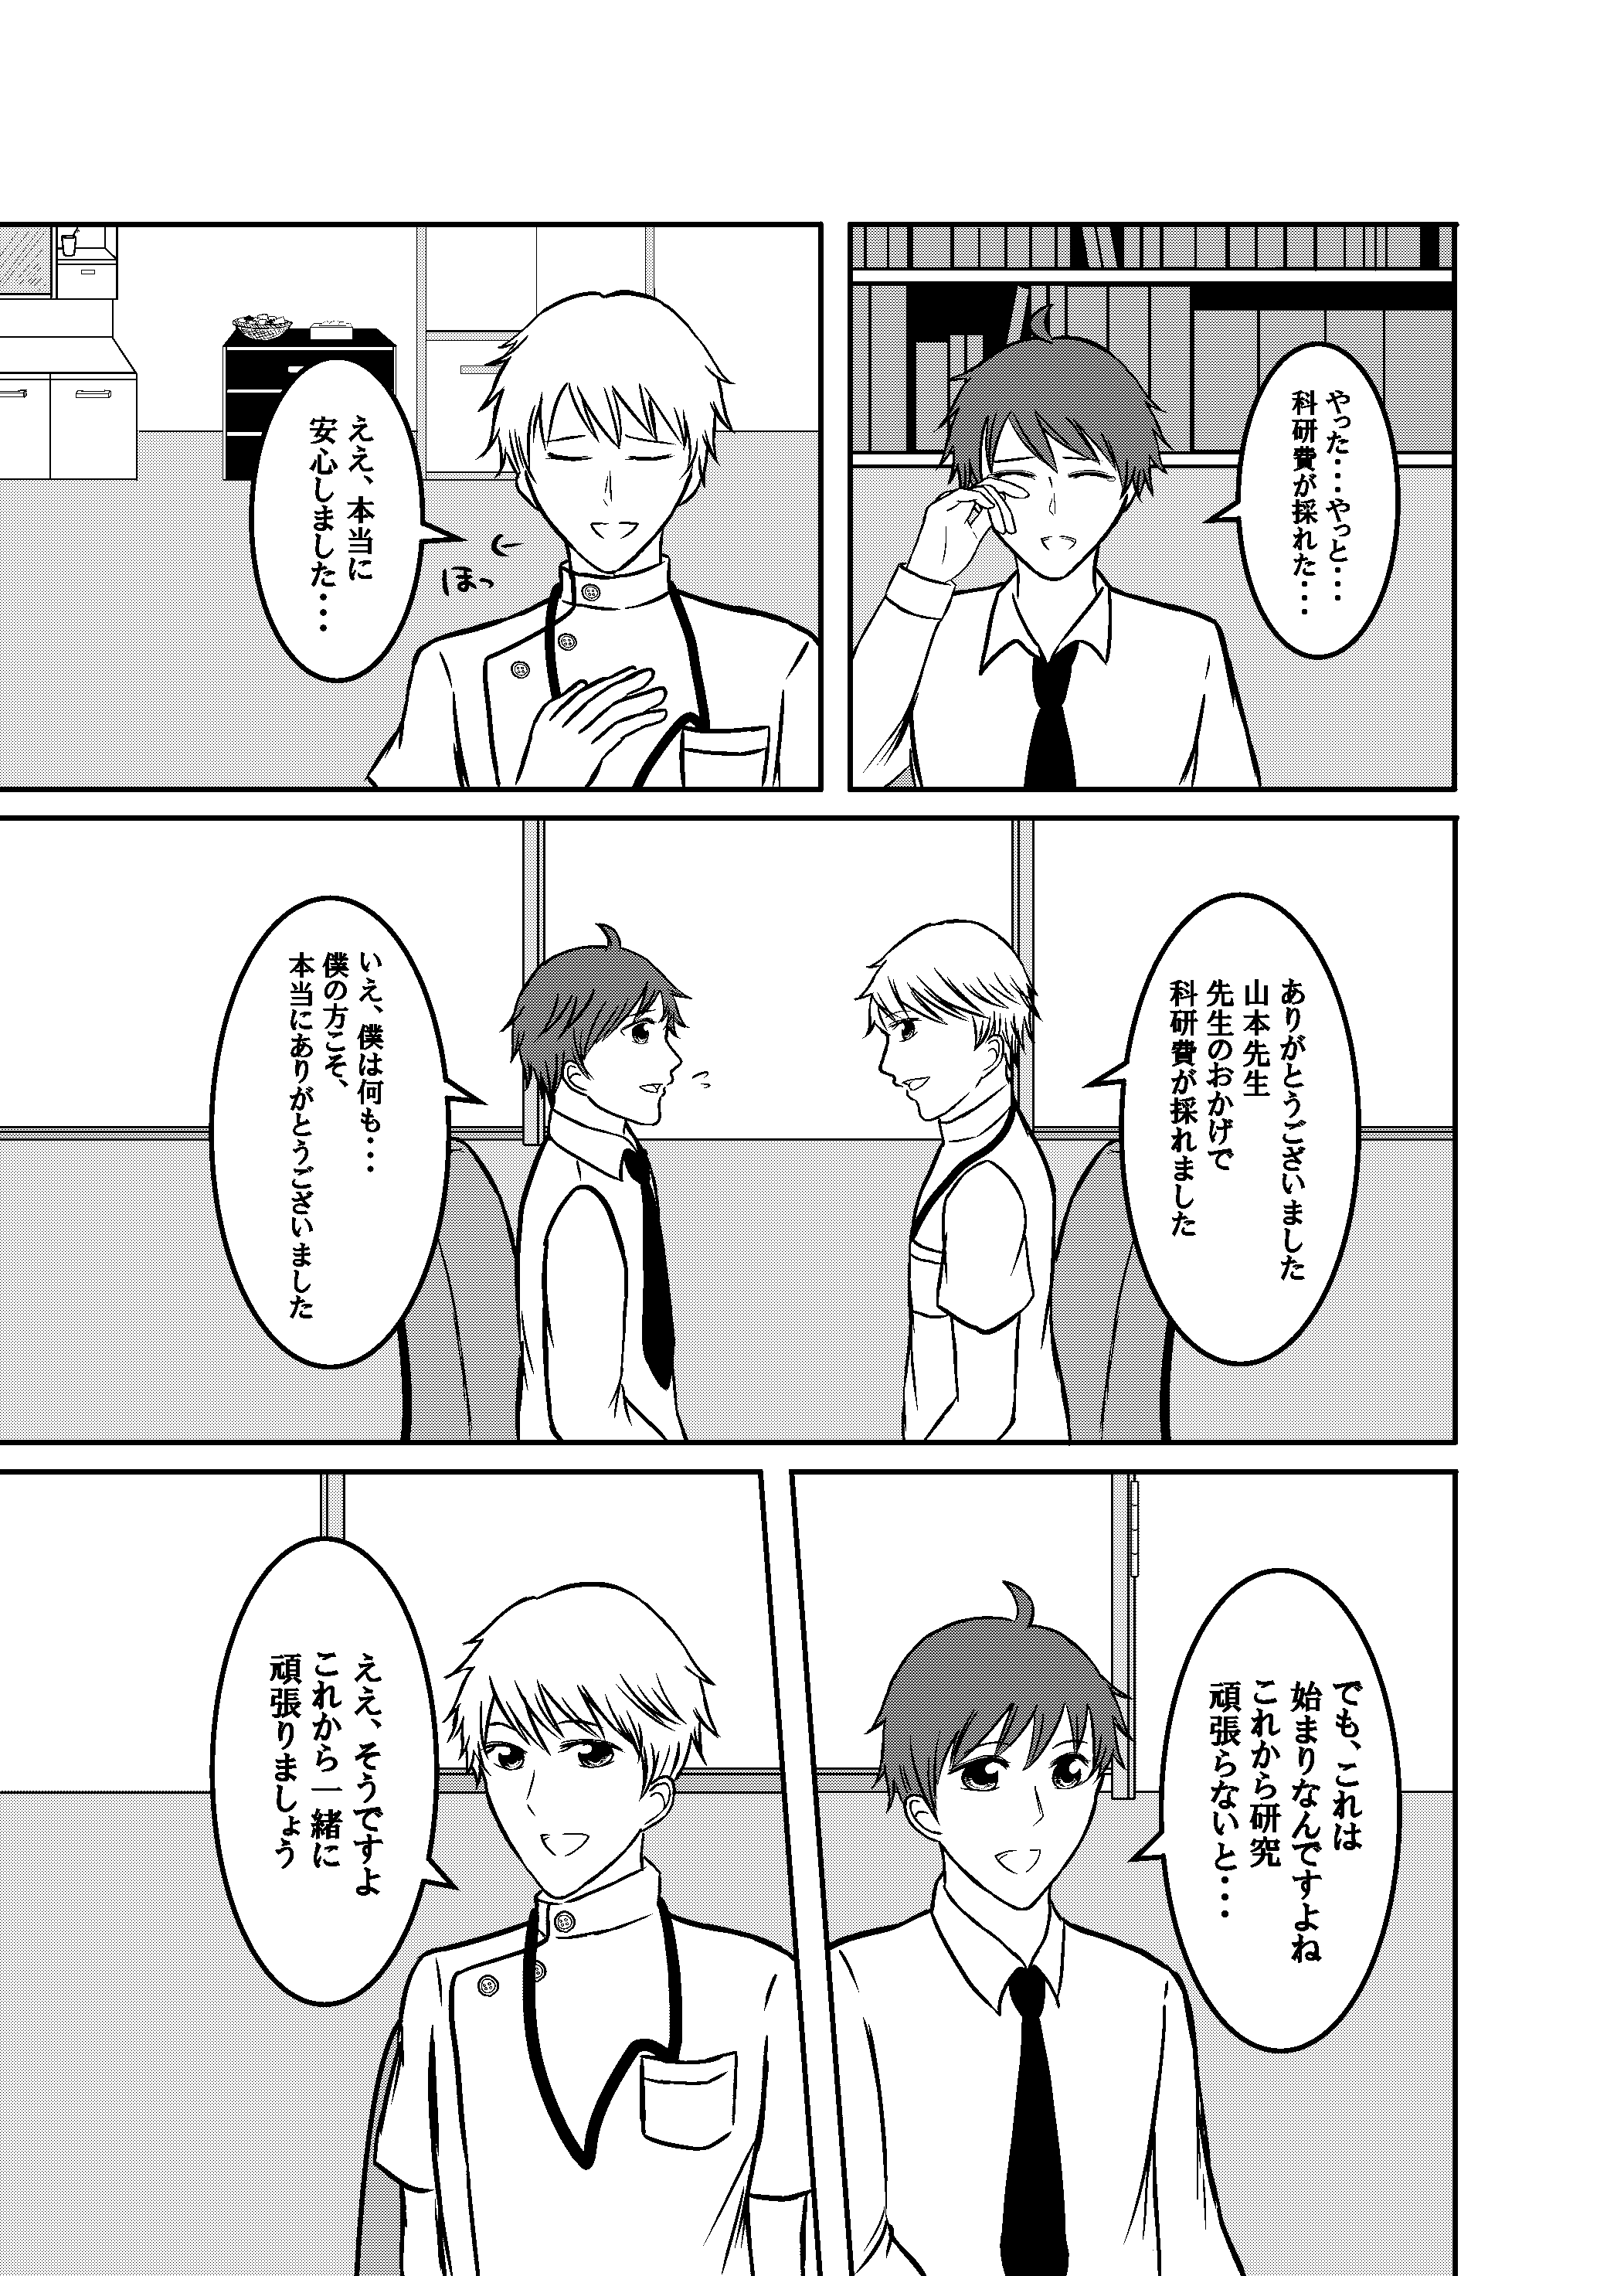 やった・・・やっと・・・
科研費が採れた・・・
ええ、本当に
安心しました・・・
ほっ
ありがとうございました
山本先生
先生のおかげで
科研費が採れました
いえ、僕は何も・・・
僕の方こそ、
本当にありがとうございました
でも、これは
始まりなんですよね
これから研究
頑張らないと・・・
ええ、そうですよ
これから一緒に
頑張りましょう